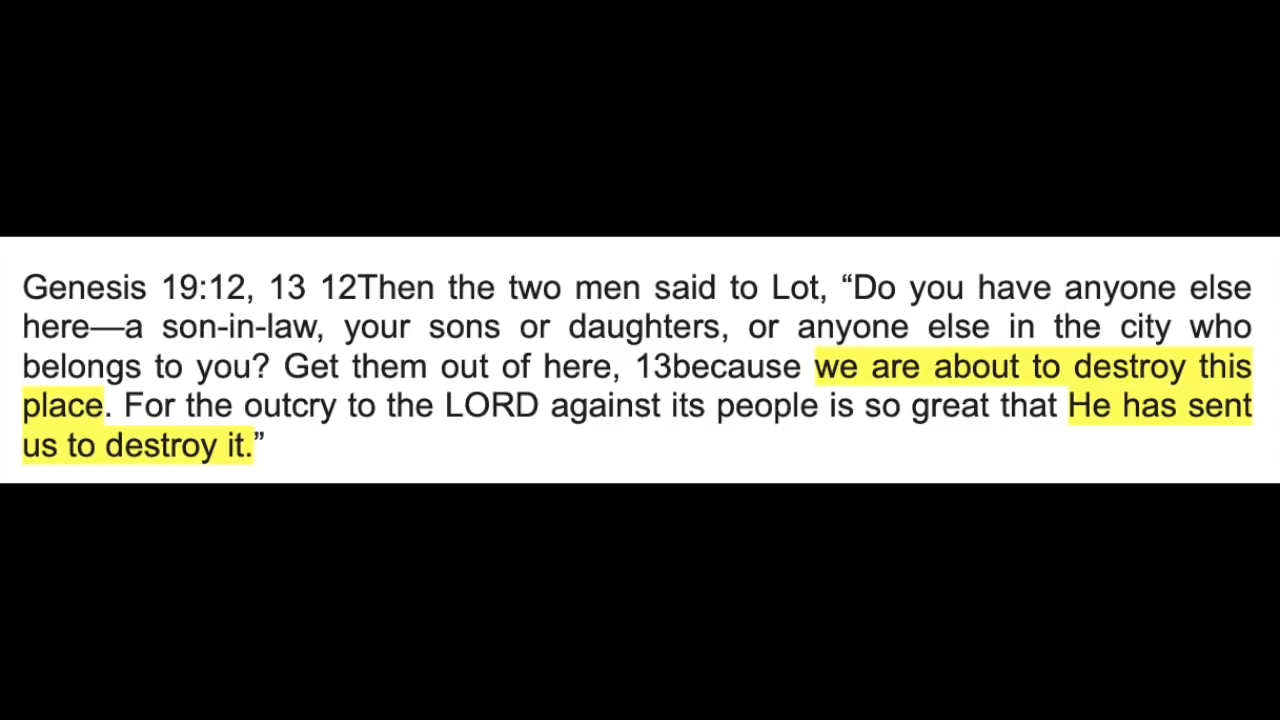 Genesis 19:12, 13 12Then the two men said to Lot, “Do you have anyone else
here—a son-in-law, your sons or daughters, or anyone else in the city who
belongs to you? Get them out of here, 13because we are about to destroy this
place. For the outcry to the LORD against its people is so great that He has sent
us to destroy it.”